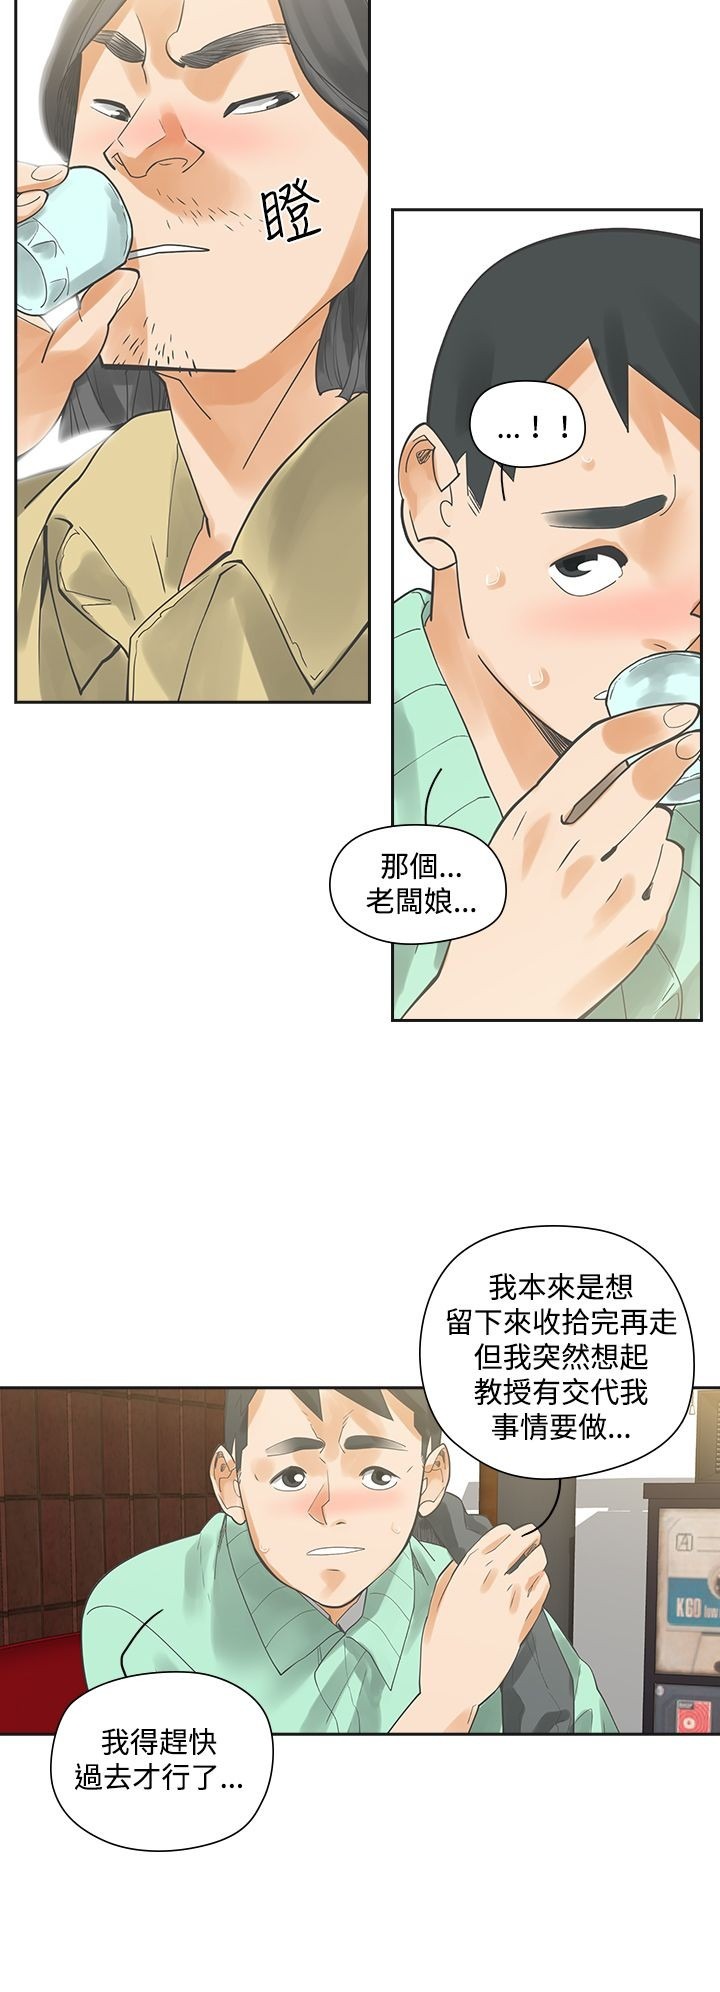 瞪
...！！
那個...
老闆娘...
我本來是想
留下來收拾完再走
但我突然想起
教授有交代我
事情要做...
A
K60
我得趕快
過去才行了...